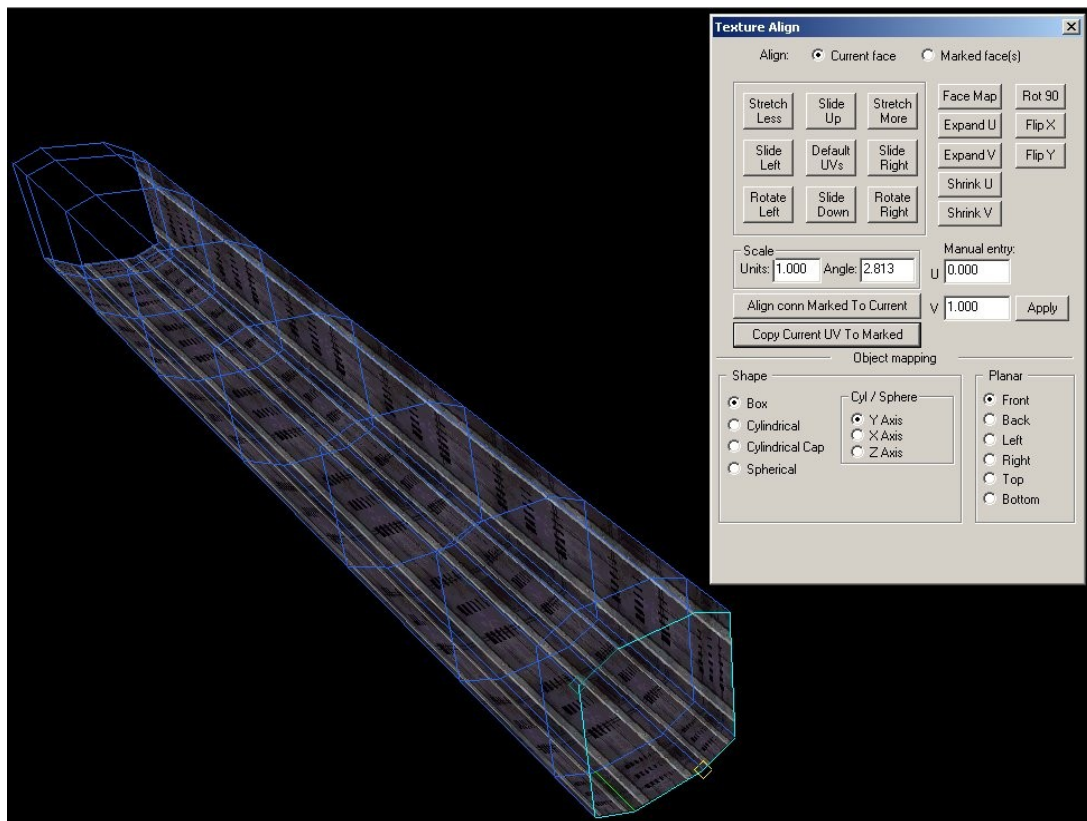 Texture Align
Align: Current face Marked face(s)
Stretch Less
Slide Up
Stretch More
Slide Left
Default UVs
Slide Right
Rotate Left
Slide Down
Rotate Right
Face Map
Rot 90
Expand U
Flip X
Expand V
Flip Y
Shrink U
Shrink V
Scale
Units: 1.000 Angle: 2.813
Manual entry:
U 0.000
V 1.000 Apply
Align conn Marked To Current
Copy Current UV To Marked
Object mapping
Shape
Box
Cylindrical
Cylindrical Cap
Spherical
Cyl / Sphere
Y Axis
X Axis
Z Axis
Planar
Front
Back
Left
Right
Top
Bottom